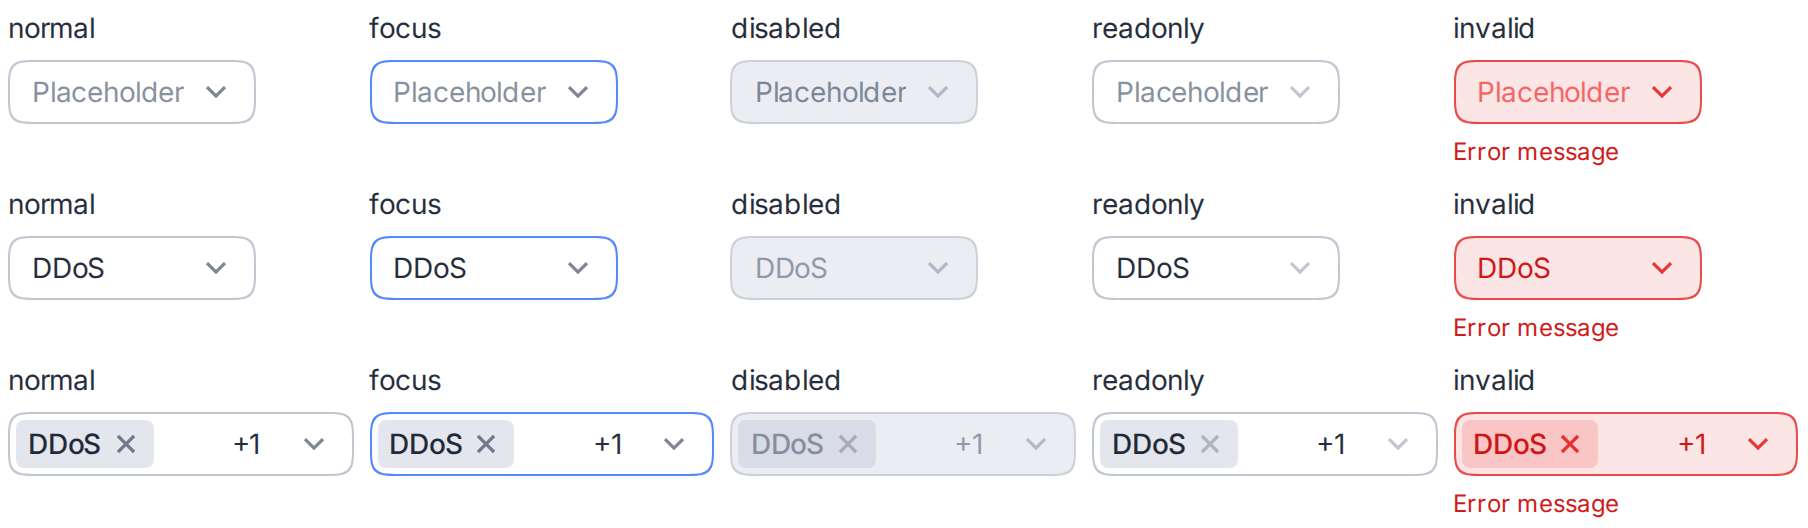 normal focus disabled readonly invalid
Placeholder Placeholder Placeholder Placeholder Placeholder
Error message
normal focus disabled readonly invalid
DDoS DDoS DDoS DDoS DDoS
Error message
normal focus disabled readonly invalid
DDoS +1 DDoS +1 DDoS +1 DDoS +1 DDoS +1
Error message